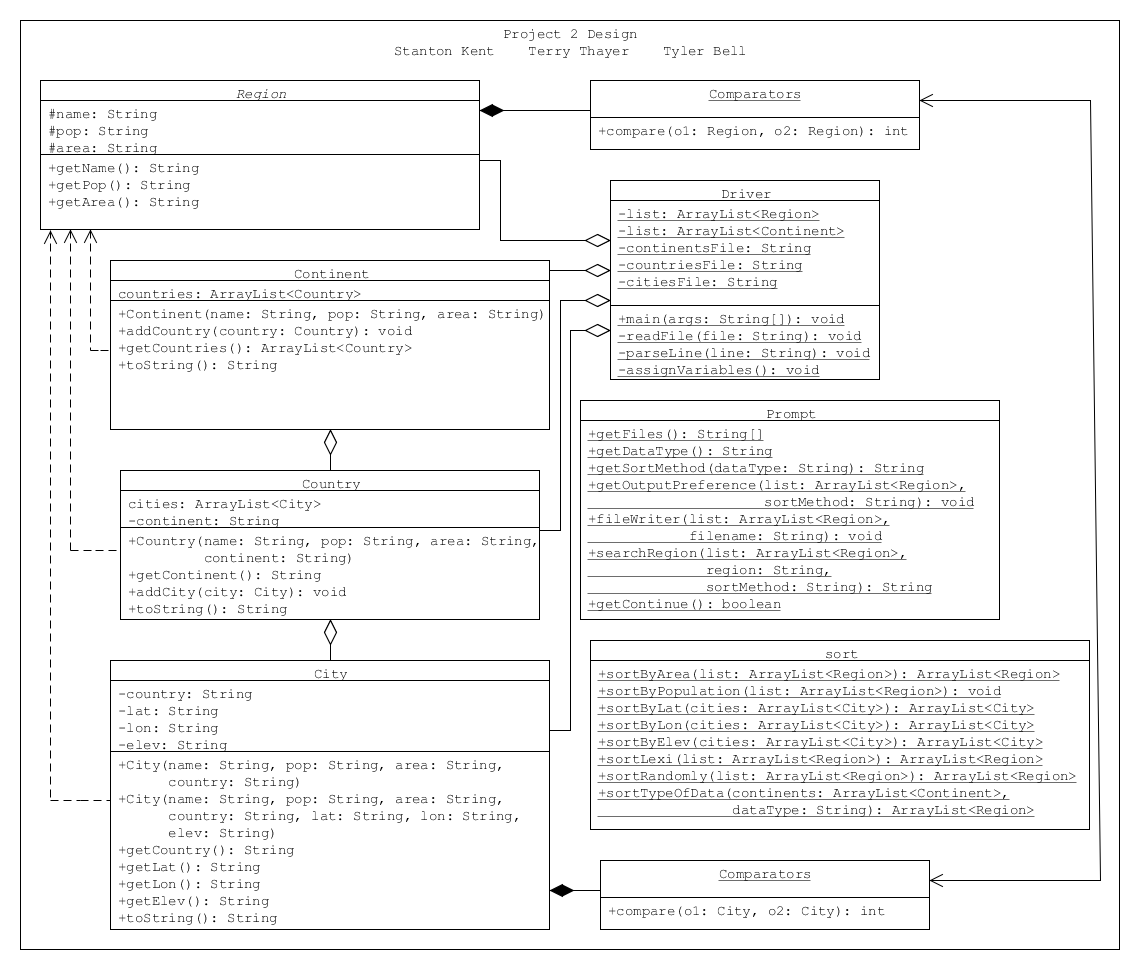 Project 2 Design
Stanton Kent    Terry Thayer    Tyler Bell
Region
#name: String
#pop: String
#area: String
+getName(): String
+getPop(): String
+getArea(): String
Comparators
+compare(o1: Region, o2: Region): int
Driver
-list: ArrayList<Region>
-list: ArrayList<Continent>
-continentsFile: String
-countriesFile: String
-citiesFile: String
+main(args: String[]): void
-readFile(file: String): void
-parseLine(line: String): void
-assignVariables(): void
Continent
countries: ArrayList<Country>
+Continent(name: String, pop: String, area: String)
+addCountry(country: Country): void
+getCountries(): ArrayList<Country>
+toString(): String
Prompt
+getFiles(): String[]
+getDataType(): String
+getSortMethod(dataType: String): String
+getOutputPreference(list: ArrayList<Region>,
sortMethod: String): void
+fileWriter(list: ArrayList<Region>,
filename: String): void
+searchRegion(list: ArrayList<Region>,
region: String,
sortMethod: String): String
+getContinue(): boolean
Country
cities: ArrayList<City>
-continent: String
+Country(name: String, pop: String, area: String,
continent: String)
+getContinent(): String
+addCity(city: City): void
+toString(): String
sort
+sortByArea(list: ArrayList<Region>): ArrayList<Region>
+sortByPopulation(list: ArrayList<Region>): void
+sortByLat(cities: ArrayList<City>): ArrayList<City>
+sortByLon(cities: ArrayList<City>): ArrayList<City>
+sortByElev(cities: ArrayList<City>): ArrayList<City>
+sortLexi(list: ArrayList<Region>): ArrayList<Region>
+sortRandomly(list: ArrayList<Region>): ArrayList<Region>
+sortTypeOfData(continents: ArrayList<Continent>,
dataType: String): ArrayList<Region>
City
-country: String
-lat: String
-lon: String
-elev: String
+City(name: String, pop: String, area: String,
country: String)
+City(name: String, pop: String, area: String,
country: String, lat: String, lon: String,
elev: String)
+getCountry(): String
+getLat(): String
+getLon(): String
+getElev(): String
+toString(): String
Comparators
+compare(o1: City, o2: City): int